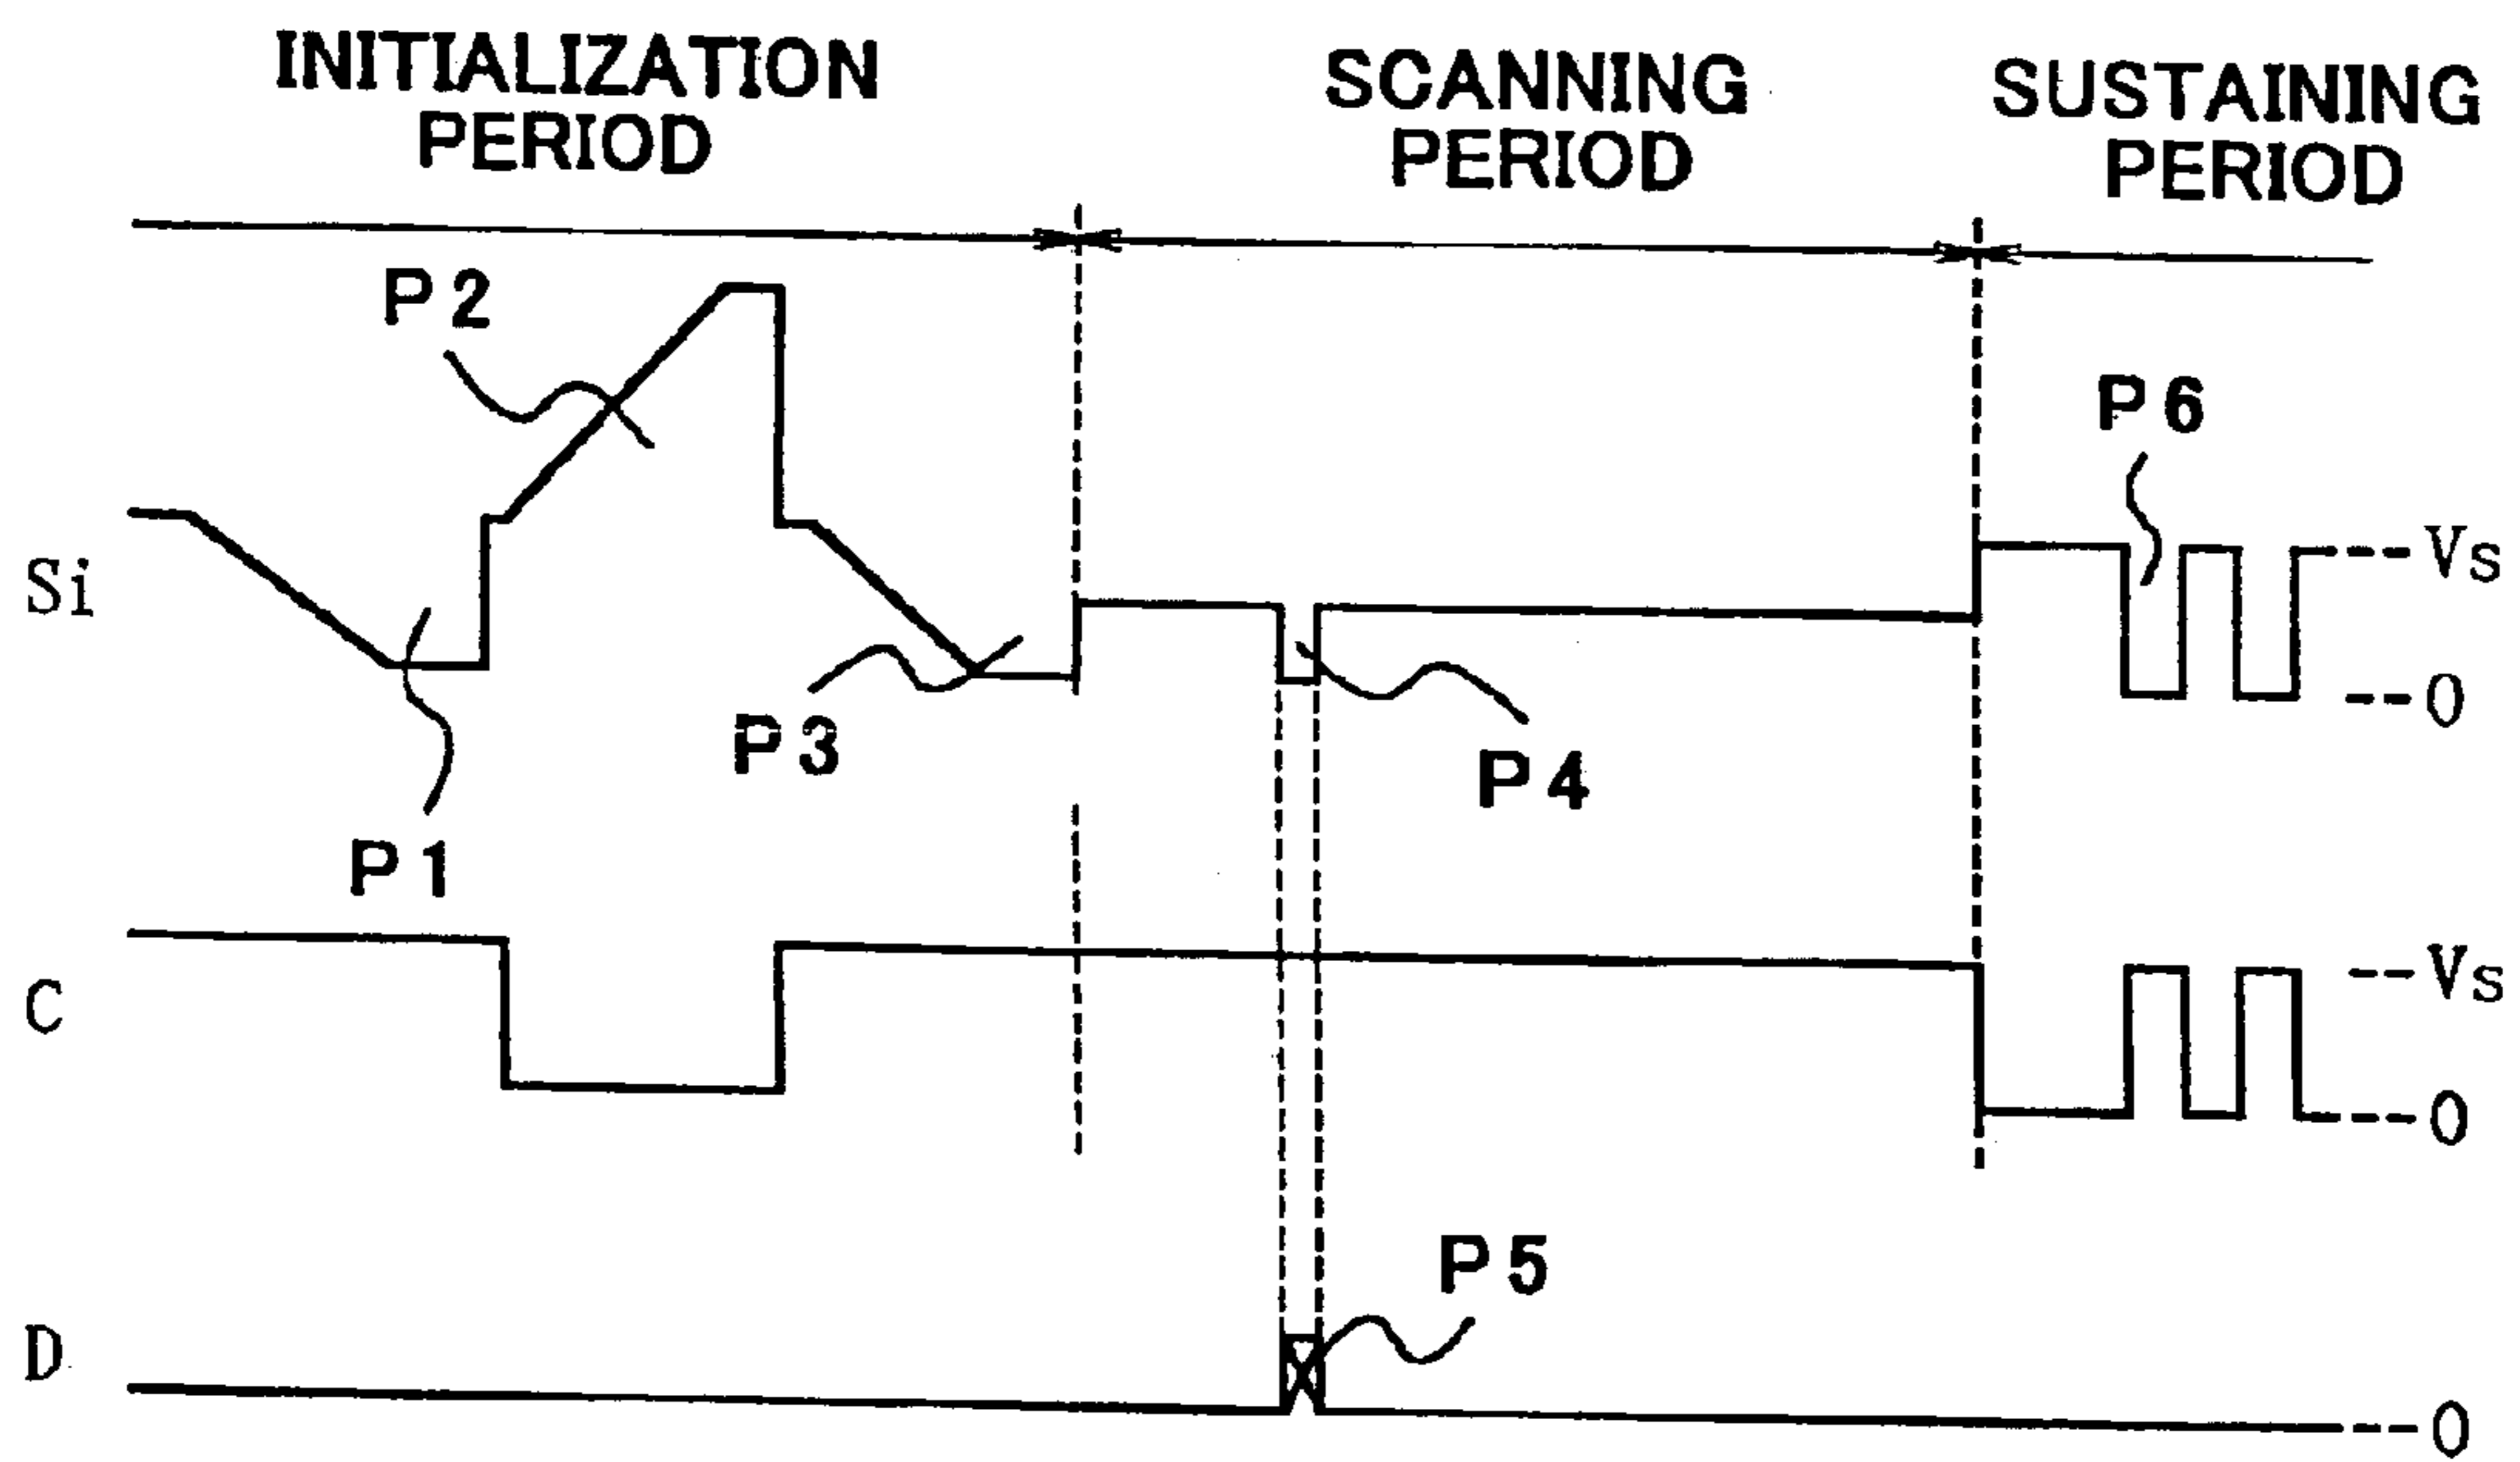 INITIALIZATION
PERIOD
SCANNING
PERIOD
SUSTAINING
PERIOD
P2
P6
Si
Vs
0
P3
P4
P1
C
Vs
0
P5
D
0